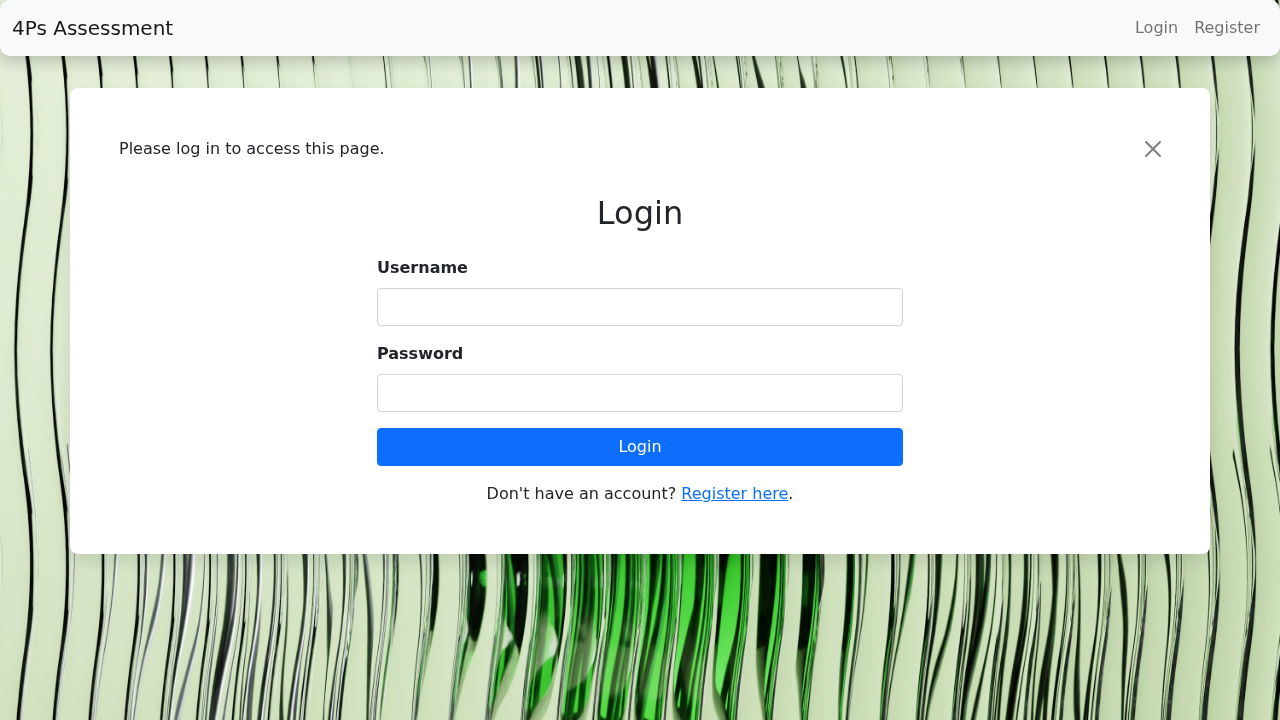 4Ps Assessment
Login Register
Please log in to access this page.
Login
Username
Password
Login
Don't have an account? Register here.